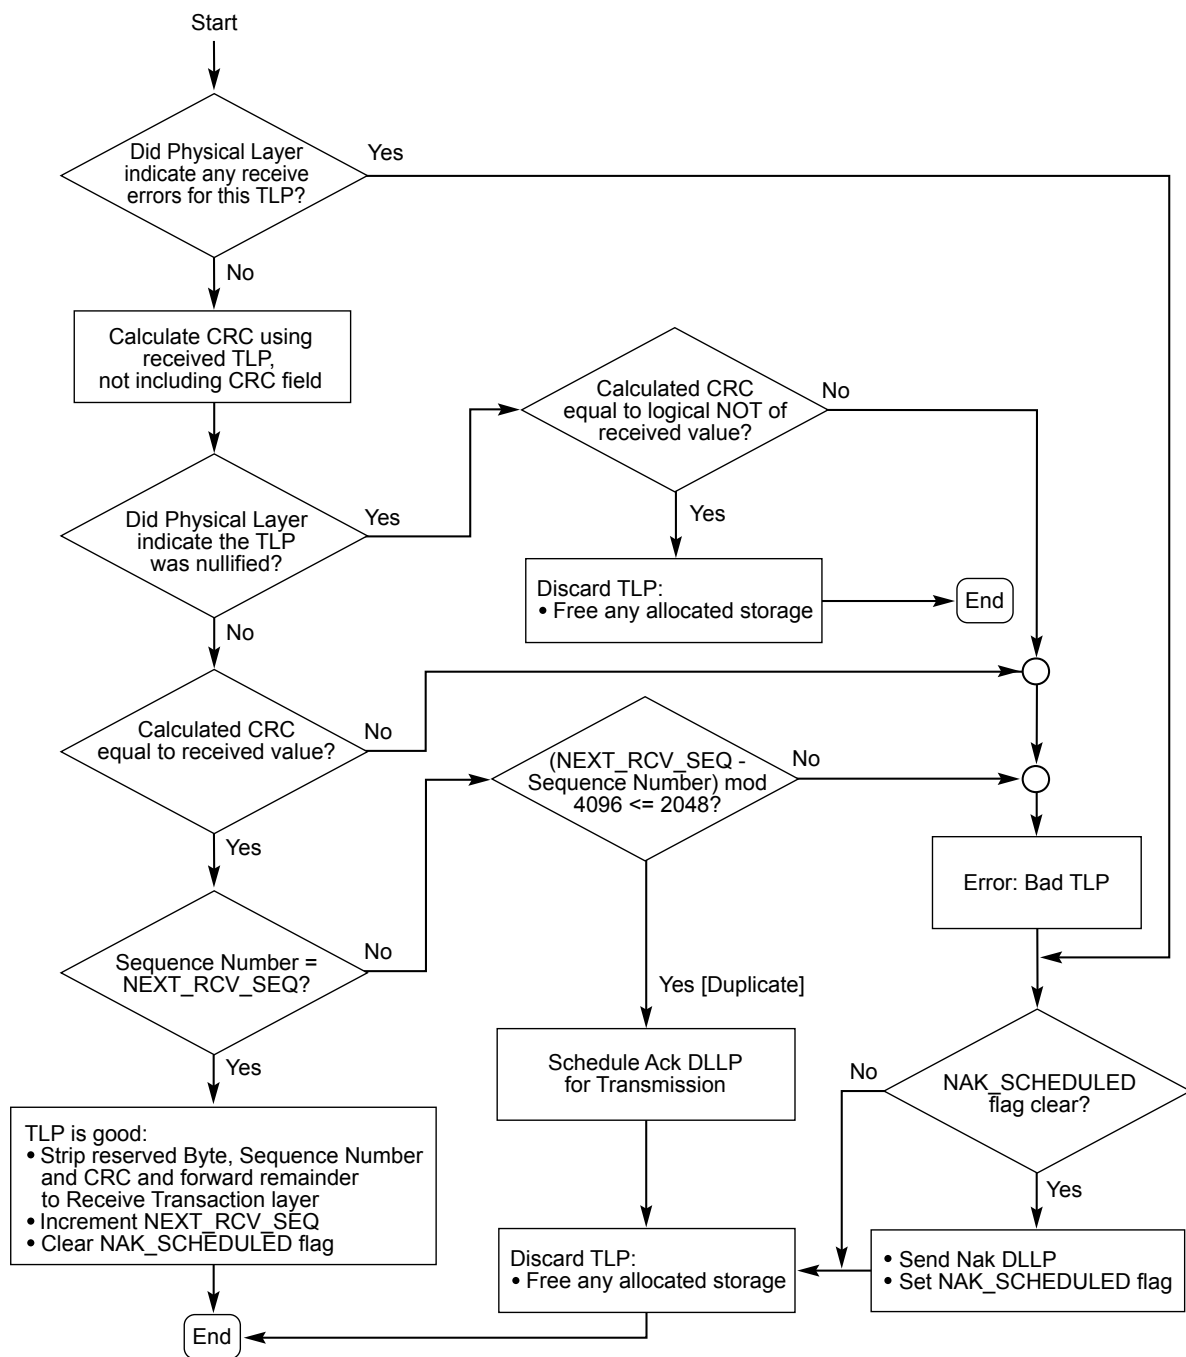 Start
Did Physical Layer
indicate any receive
errors for this TLP?
Yes
No
Calculate CRC using
received TLP,
not including CRC field
Calculated CRC
equal to logical NOT of
received value?
No
Yes
Did Physical Layer
indicate the TLP
was nullified?
Yes
No
Discard TLP:
• Free any allocated storage
End
Calculated CRC
equal to received value?
No
Yes
(NEXT_RCV_SEQ -
Sequence Number) mod
4096 <= 2048?
No
Yes [Duplicate]
Error: Bad TLP
Sequence Number =
NEXT_RCV_SEQ?
No
Yes
Schedule Ack DLLP
for Transmission
NAK_SCHEDULED
flag clear?
No
Yes
TLP is good:
• Strip reserved Byte, Sequence Number
and CRC and forward remainder
to Receive Transaction layer
• Increment NEXT_RCV_SEQ
• Clear NAK_SCHEDULED flag
Discard TLP:
• Free any allocated storage
• Send Nak DLLP
• Set NAK_SCHEDULED flag
End